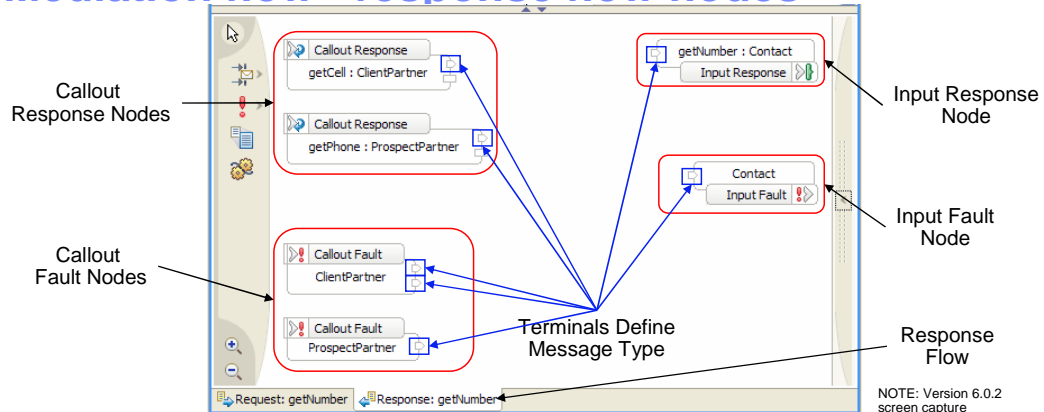 Callout Response
getCell : ClientPartner
Callout Response
getPhone : ProspectPartner
getNumber : Contact
Input Response
Contact
Input Fault
Callout Fault
ClientPartner
Callout Fault
ProspectPartner
Callout
Response Nodes
Callout
Fault Nodes
Input Response
Node
Input Fault
Node
Terminals Define
Message Type
Response
Flow
Request: getNumber
Response: getNumber
NOTE: Version 6.0.2
screen capture